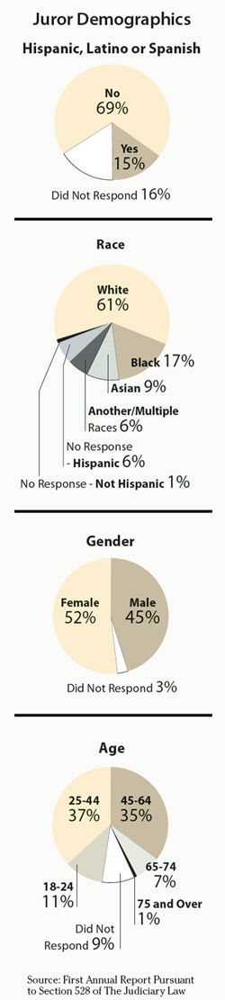 Juror Demographics
Hispanic, Latino or Spanish
No
69%
Yes
15%
Did Not Respond 16%
Race
White
61%
Black 17%
Asian 9%
Another/Multiple
Races 6%
No Response
- Hispanic 6%
No Response - Not Hispanic 1%
Gender
Female
52%
Male
45%
Did Not Respond 3%
Age
25-44
37%
45-64
35%
65-74
7%
18-24
11%
75 and Over
1%
Did Not
Respond 9%
Source: First Annual Report Pursuant
to Section 528 of The Judiciary Law